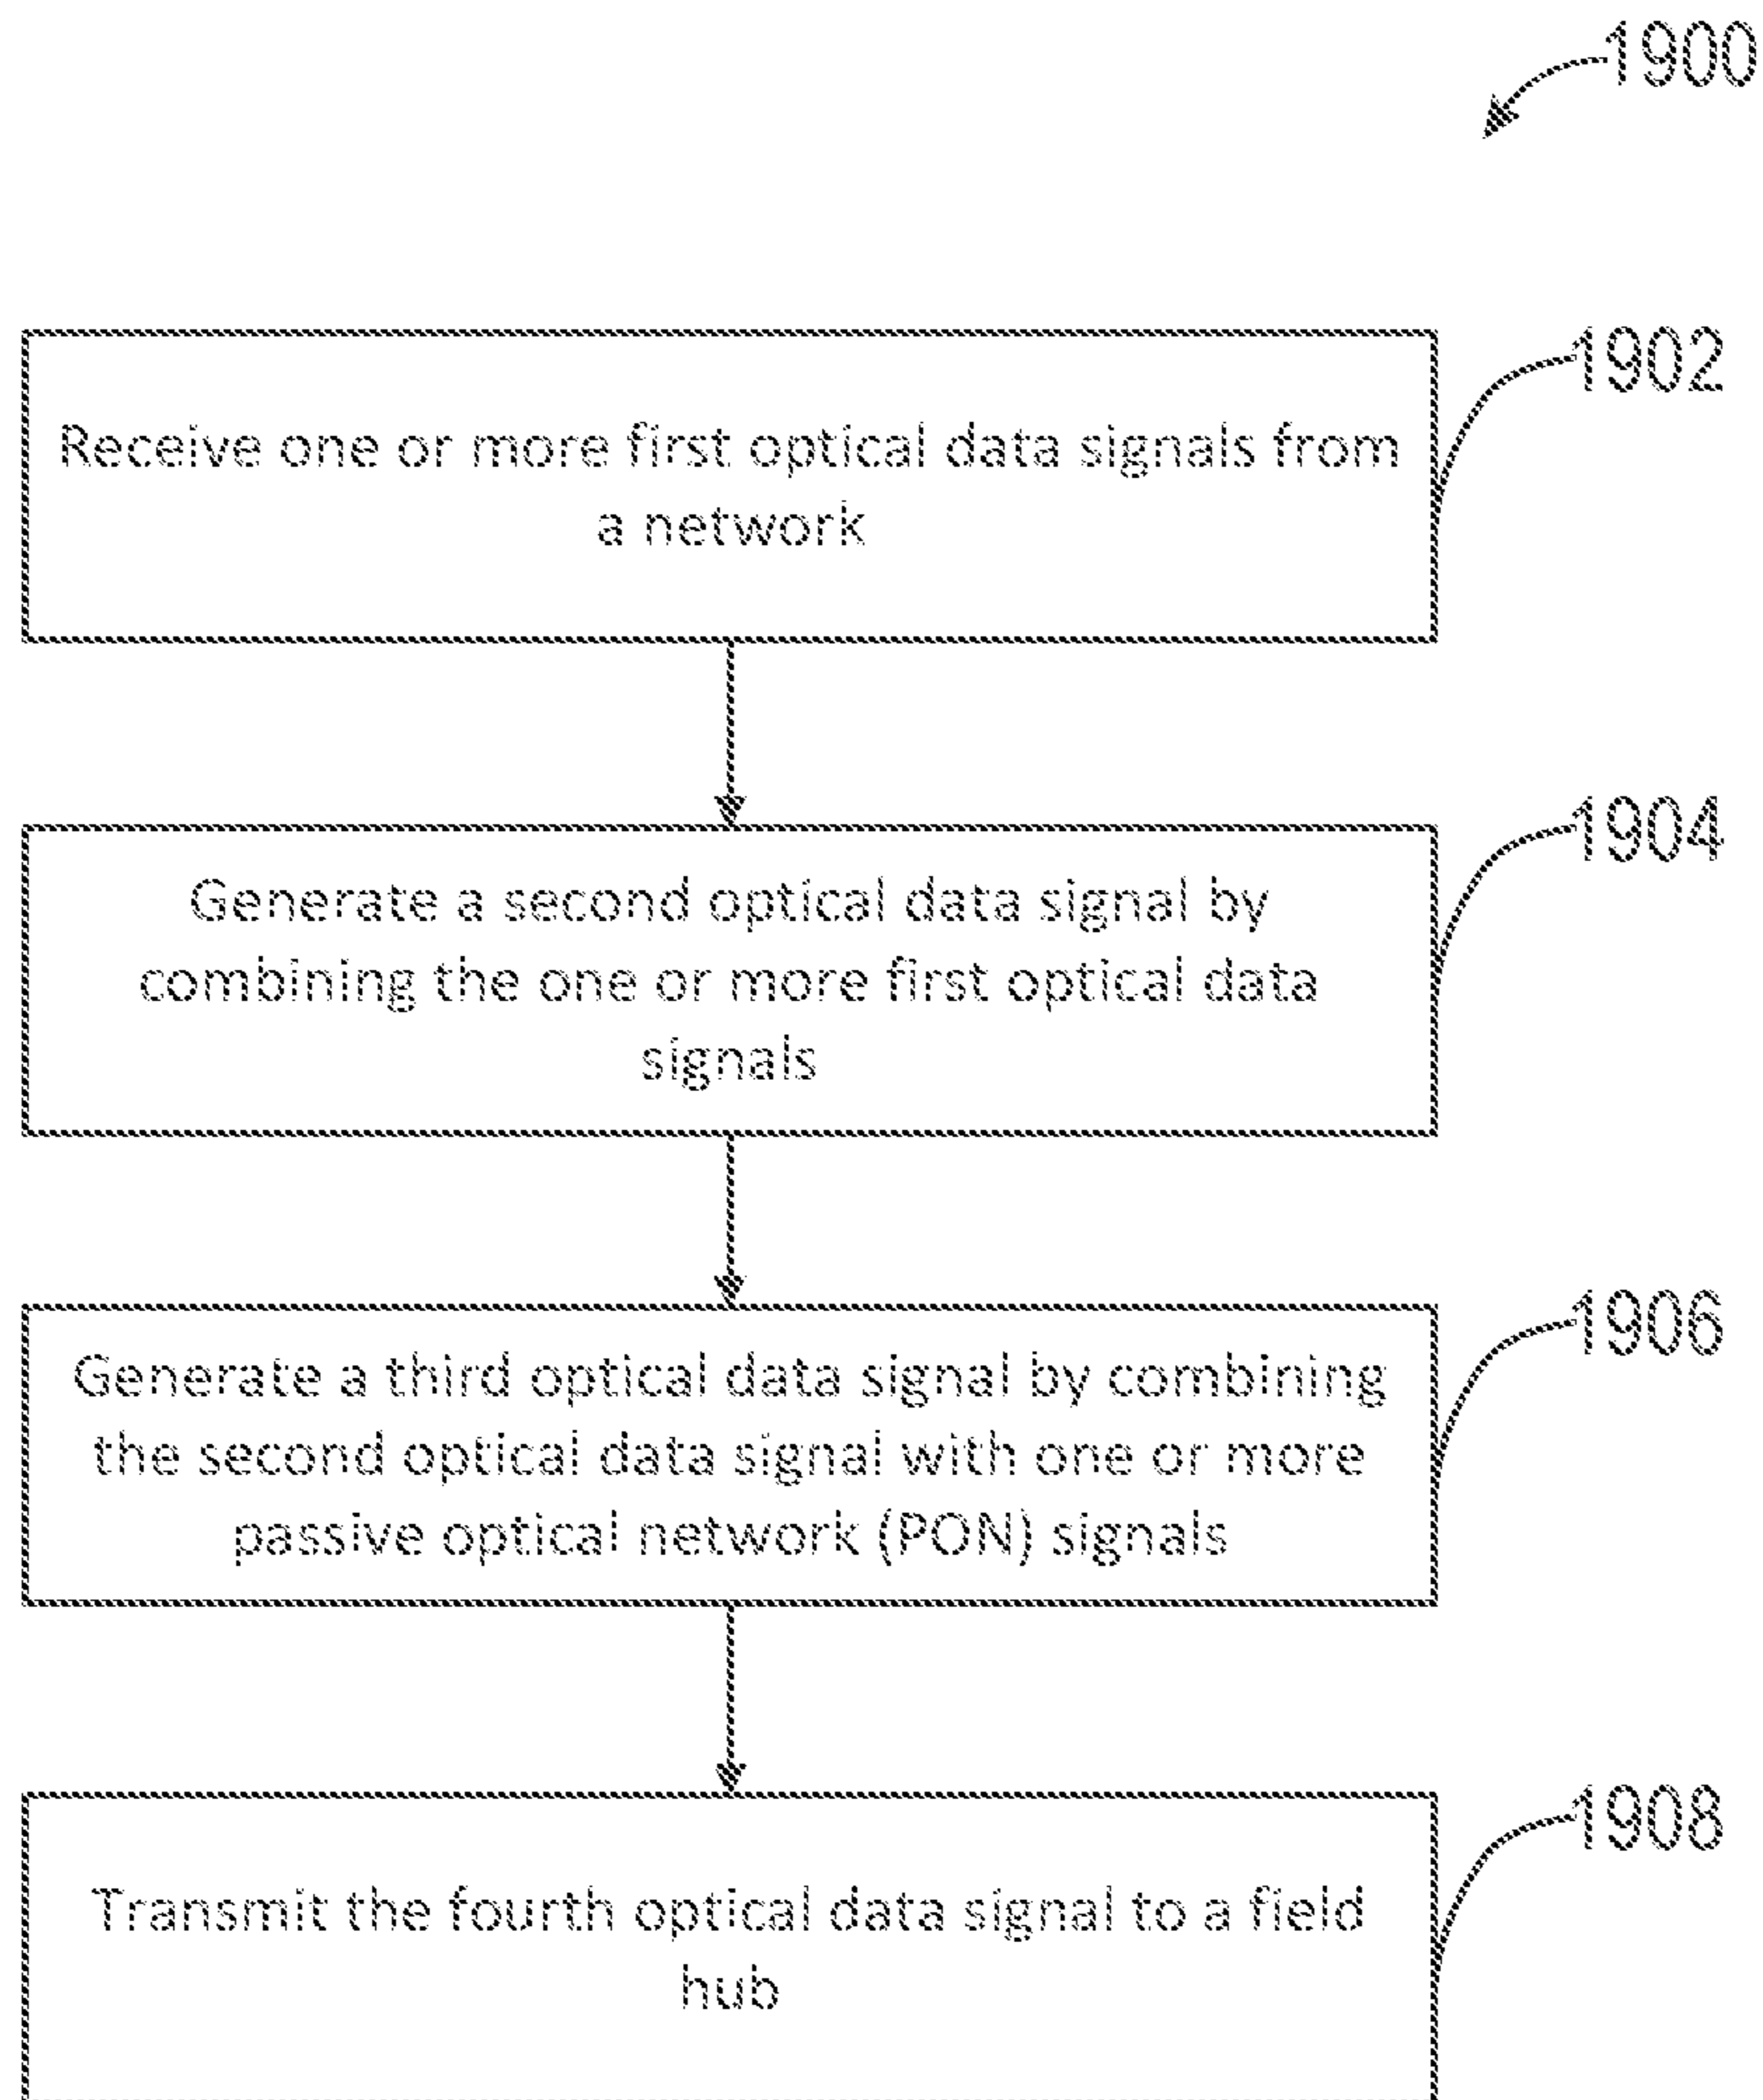 1900
1902
Receive one or more first optical data signals from
a network
1904
Generate a second optical data signal by
combining the one or more first optical data
signals
1906
Generate a third optical data signal by combining
the second optical data signal with one or more
passive optical network (PON) signals
1908
Transmit the fourth optical data signal to a field
hub